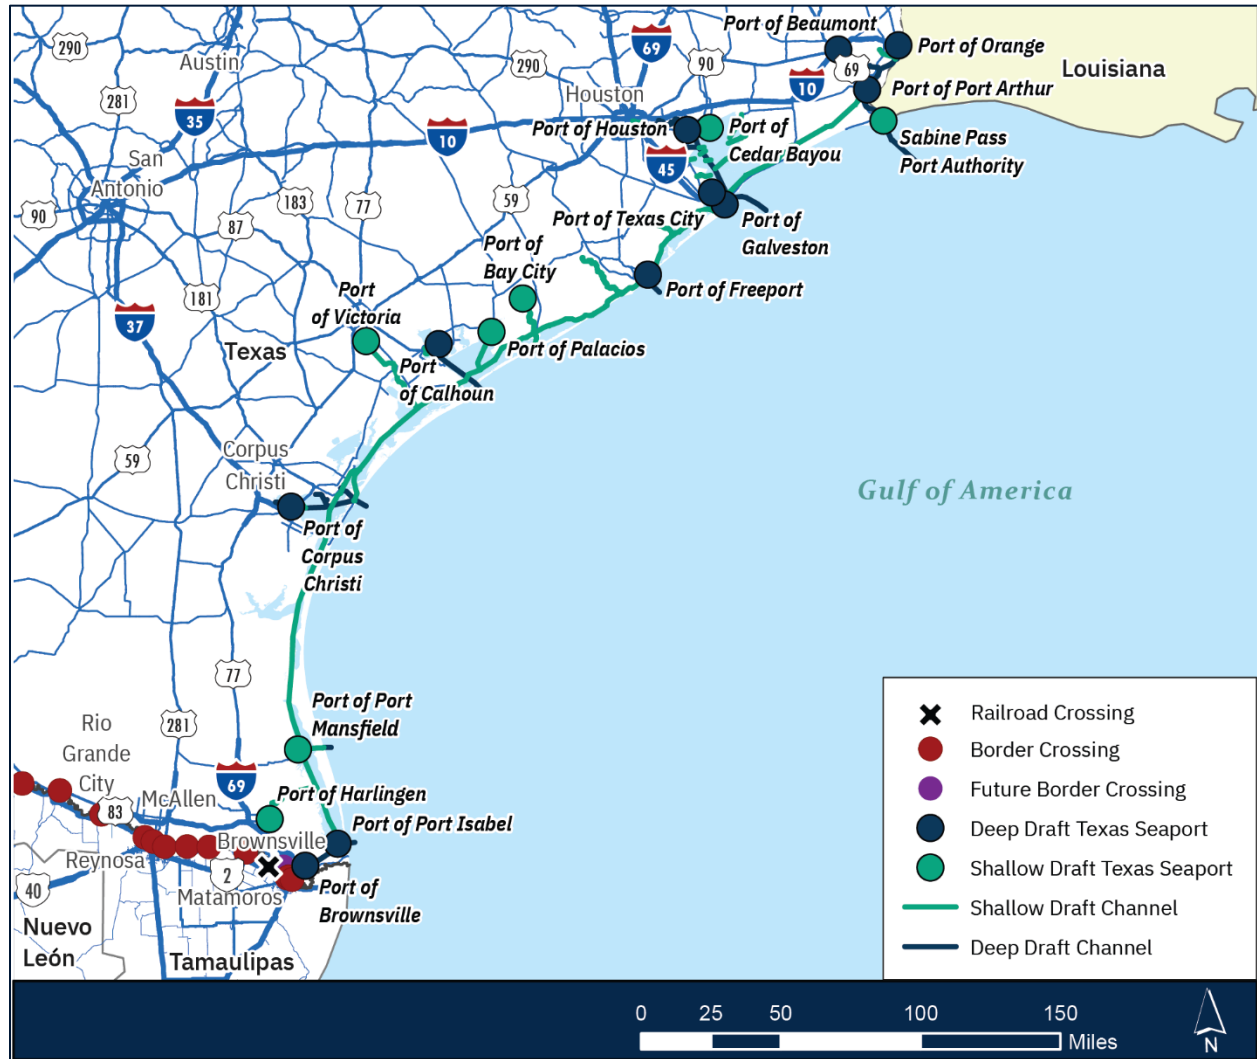 290
Austin
281
35
San
Antonio
90
10
183
77
87
181
37
Texas
59
290
69
90
Houston
10
Port of Beaumont
69
Port of Orange
Louisiana
Port of Port Arthur
Sabine Pass
Port Authority
Port of Houston
Port of
Cedar Bayou
45
59
Port of Texas City
Port of
Galveston
Port of
Bay City
Port of Freeport
Port
of Victoria
Port of Palacios
Port
of Calhoun
Corpus
Christi
Port of
Corpus
Christi
Gulf of America
77
281
Rio
Grande
City
Port of Port
Mansfield
69
McAllen
83
Port of Harlingen
Port of Port Isabel
Brownsville
Reynosa
2
40
Matamoros
Port of
Brownsville
Nuevo
León
Tamaulipas
Railroad Crossing
Border Crossing
Future Border Crossing
Deep Draft Texas Seaport
Shallow Draft Texas Seaport
Shallow Draft Channel
Deep Draft Channel
0 25 50 100 150
Miles
N